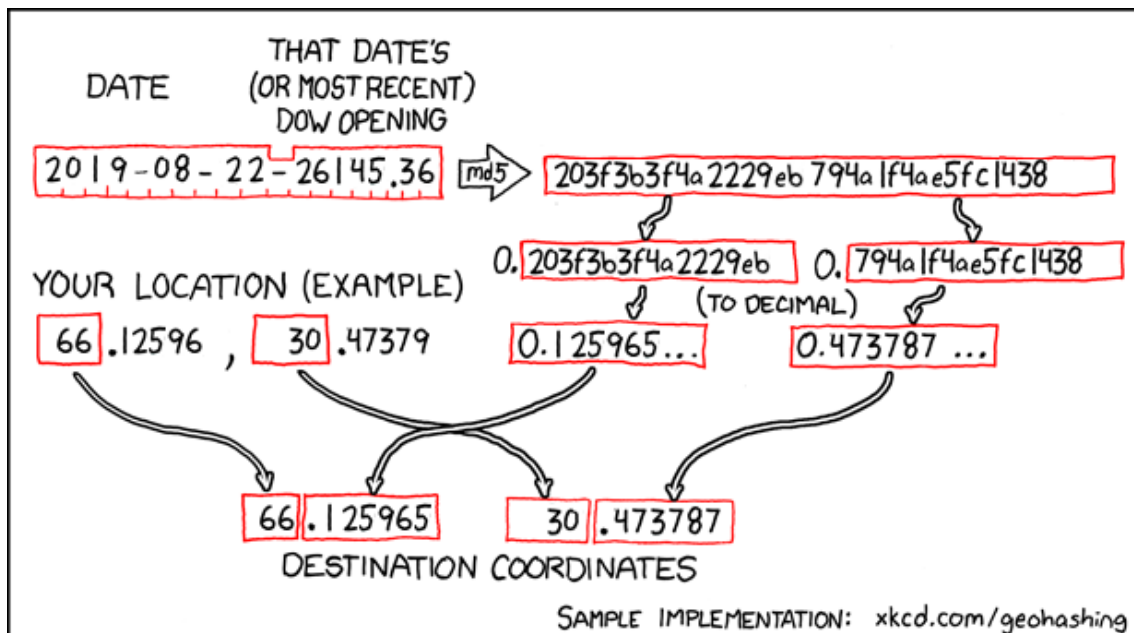 DATE
THAT DATE'S
(OR MOST RECENT)
DOW OPENING
2019-08-22-26145.36
md5
203f3b3f4a2229eb794a1f4ae5fc1438
0.203f3b3f4a2229eb
0.794a1f4ae5fc1438
(TO DECIMAL)
YOUR LOCATION (EXAMPLE)
66.12596, 30.47379
0.125965...
0.473787...
66.125965
30.473787
DESTINATION COORDINATES
SAMPLE IMPLEMENTATION: xkcd.com/geohashing